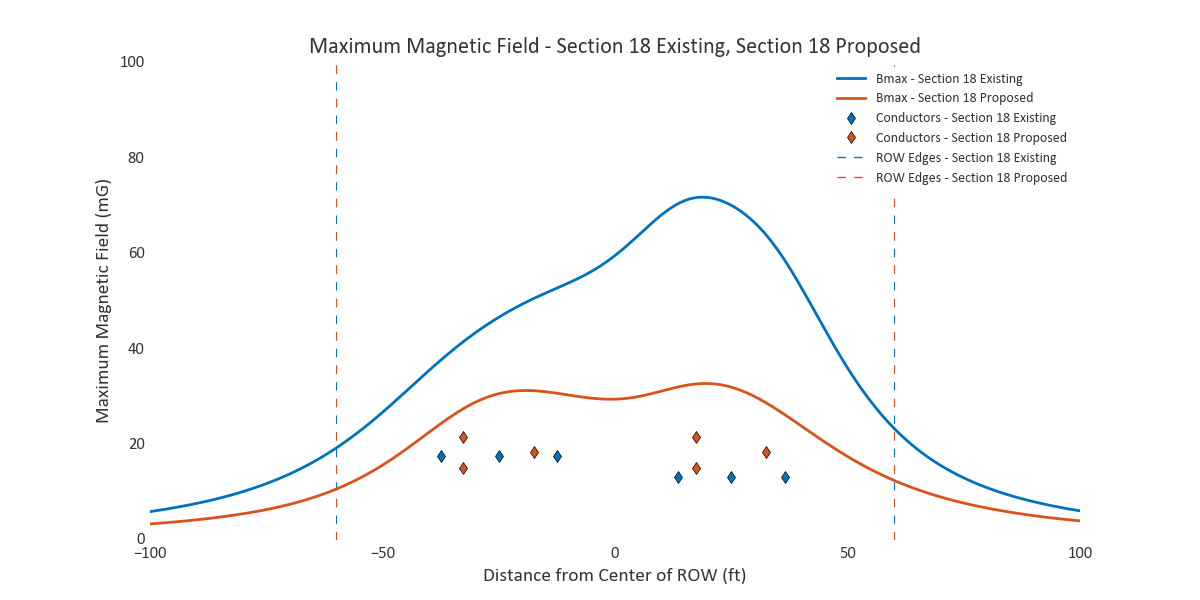 Maximum Magnetic Field - Section 18 Existing, Section 18 Proposed
100
80
60
40
20
0
Maximum Magnetic Field (mG)
Bmax - Section 18 Existing
Bmax - Section 18 Proposed
Conductors - Section 18 Existing
Conductors - Section 18 Proposed
ROW Edges - Section 18 Existing
ROW Edges - Section 18 Proposed
−100 −50 0 50 100
Distance from Center of ROW (ft)